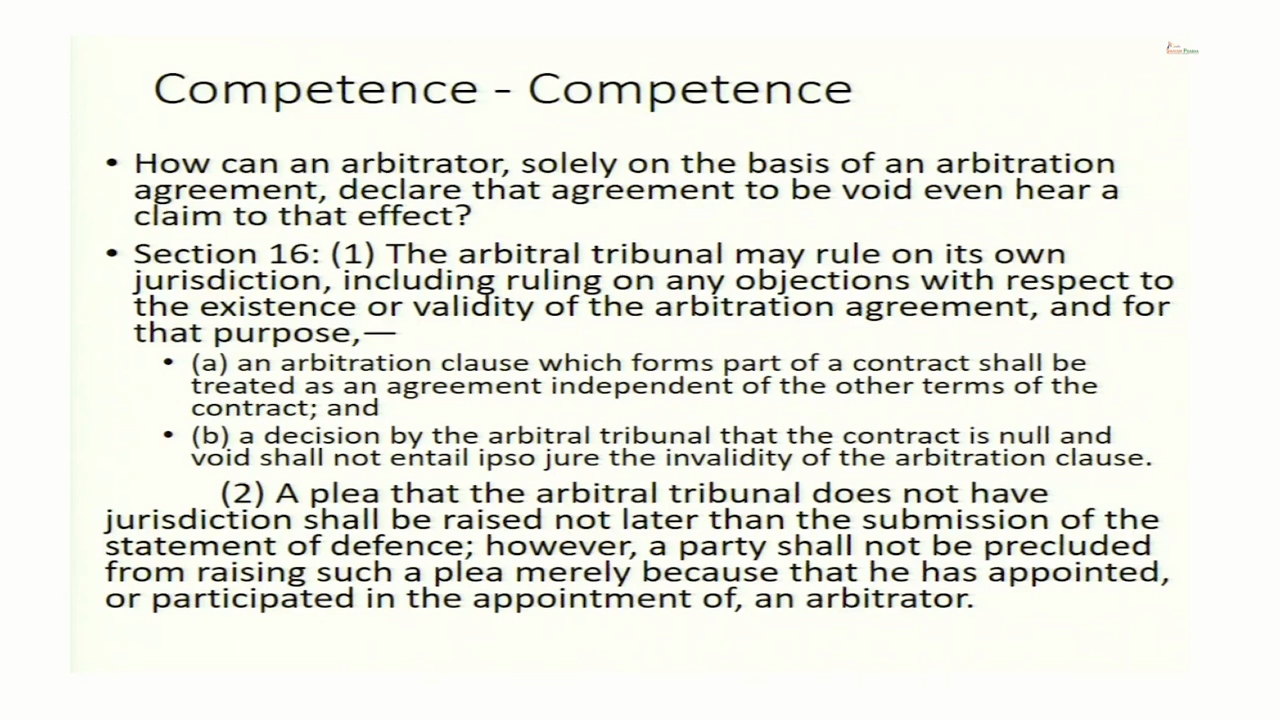 Competence - Competence
• How can an arbitrator, solely on the basis of an arbitration
agreement, declare that agreement to be void even hear a
claim to that effect?
• Section 16: (1) The arbitral tribunal may rule on its own
jurisdiction, including ruling on any objections with respect to
the existence or validity of the arbitration agreement, and for
that purpose,—
• (a) an arbitration clause which forms part of a contract shall be
treated as an agreement independent of the other terms of the
contract; and
• (b) a decision by the arbitral tribunal that the contract is null and
void shall not entail ipso jure the invalidity of the arbitration clause.
(2) A plea that the arbitral tribunal does not have
jurisdiction shall be raised not later than the submission of the
statement of defence; however, a party shall not be precluded
from raising such a plea merely because that he has appointed,
or participated in the appointment of, an arbitrator.